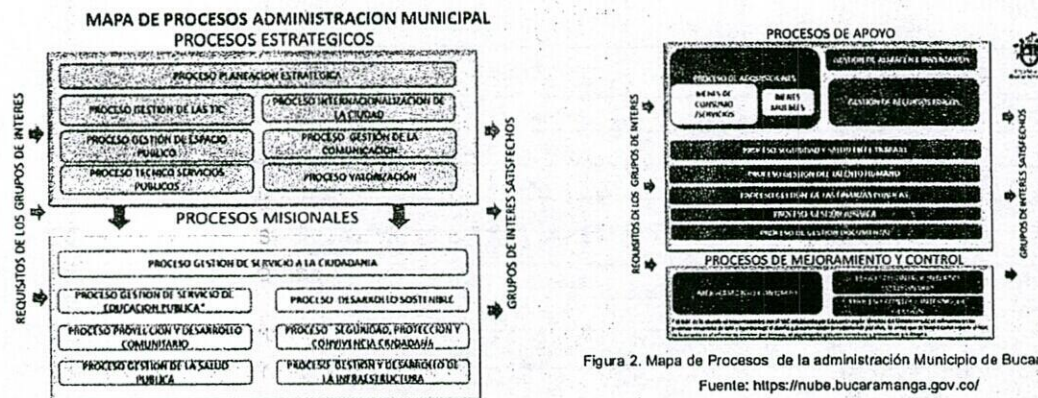 MAPA DE PROCESOS ADMINISTRACION MUNICIPAL
PROCESOS ESTRATEGICOS
REQUISITOS DE LOS GRUPOS DE INTERES
PROCESO PLANEACION ESTRATEGICA
PROCESO GESTION DE LAS TIC
PROCESO INTERNACIONALIZACION DE
LA CIUDAD
PROCESO GESTION DE ESPACIO
PUBLICO
PROCESO GESTION DE LA
COMUNICACION
PROCESO TECNICO SERVICIOS
PUBLICOS
PROCESO VALORIZACIÓN
GRUPOS DE INTERES SATISFECHOS
PROCESOS MISIONALES
PROCESO GESTION DE SERVICIO A LA CIUDADANIA
PROCESO GESTION DE SERVICIO DE
EDUCACION PUBLICA*
PROCESO DESARROLLO SOSTENIBLE
PROCESO PROYECCION Y DESARROLLO
COMUNITARIO
PROCESO SEGURIDAD, PROTECCION Y
CONVIVENCIA CIUDADANA
PROCESO GESTION DE LA SALUD
PUBLICA
PROCESO GESTION Y DESARROLLO DE
LA INFRAESTRUCTURA
PROCESOS DE APOYO
REQUISITOS DE LOS GRUPOS DE INTERES
PROCESO DE ADQUISICIONES
BIENES DE
CONSUMO
/SERVICIOS
BIENES
MUEBLES
GESTION DE ALMACEN E INVENTARIOS
GESTION DE RECURSOS FISICOS
PROCESO SEGURIDAD Y SALUD EN EL TRABAJO
PROCESO GESTION DEL TALENTO HUMANO
PROCESO GESTION DE LAS FINANZAS PUBLICAS
PROCESO GESTION JURIDICA
PROCESO DE GESTION DOCUMENTAL
GRUPOS DE INTERES SATISFECHOS
PROCESOS DE MEJORAMIENTO Y CONTROL
Figura 2. Mapa de Procesos de la administración Municipio de Bucar
Fuente: https://nube.bucaramanga.gov.co/